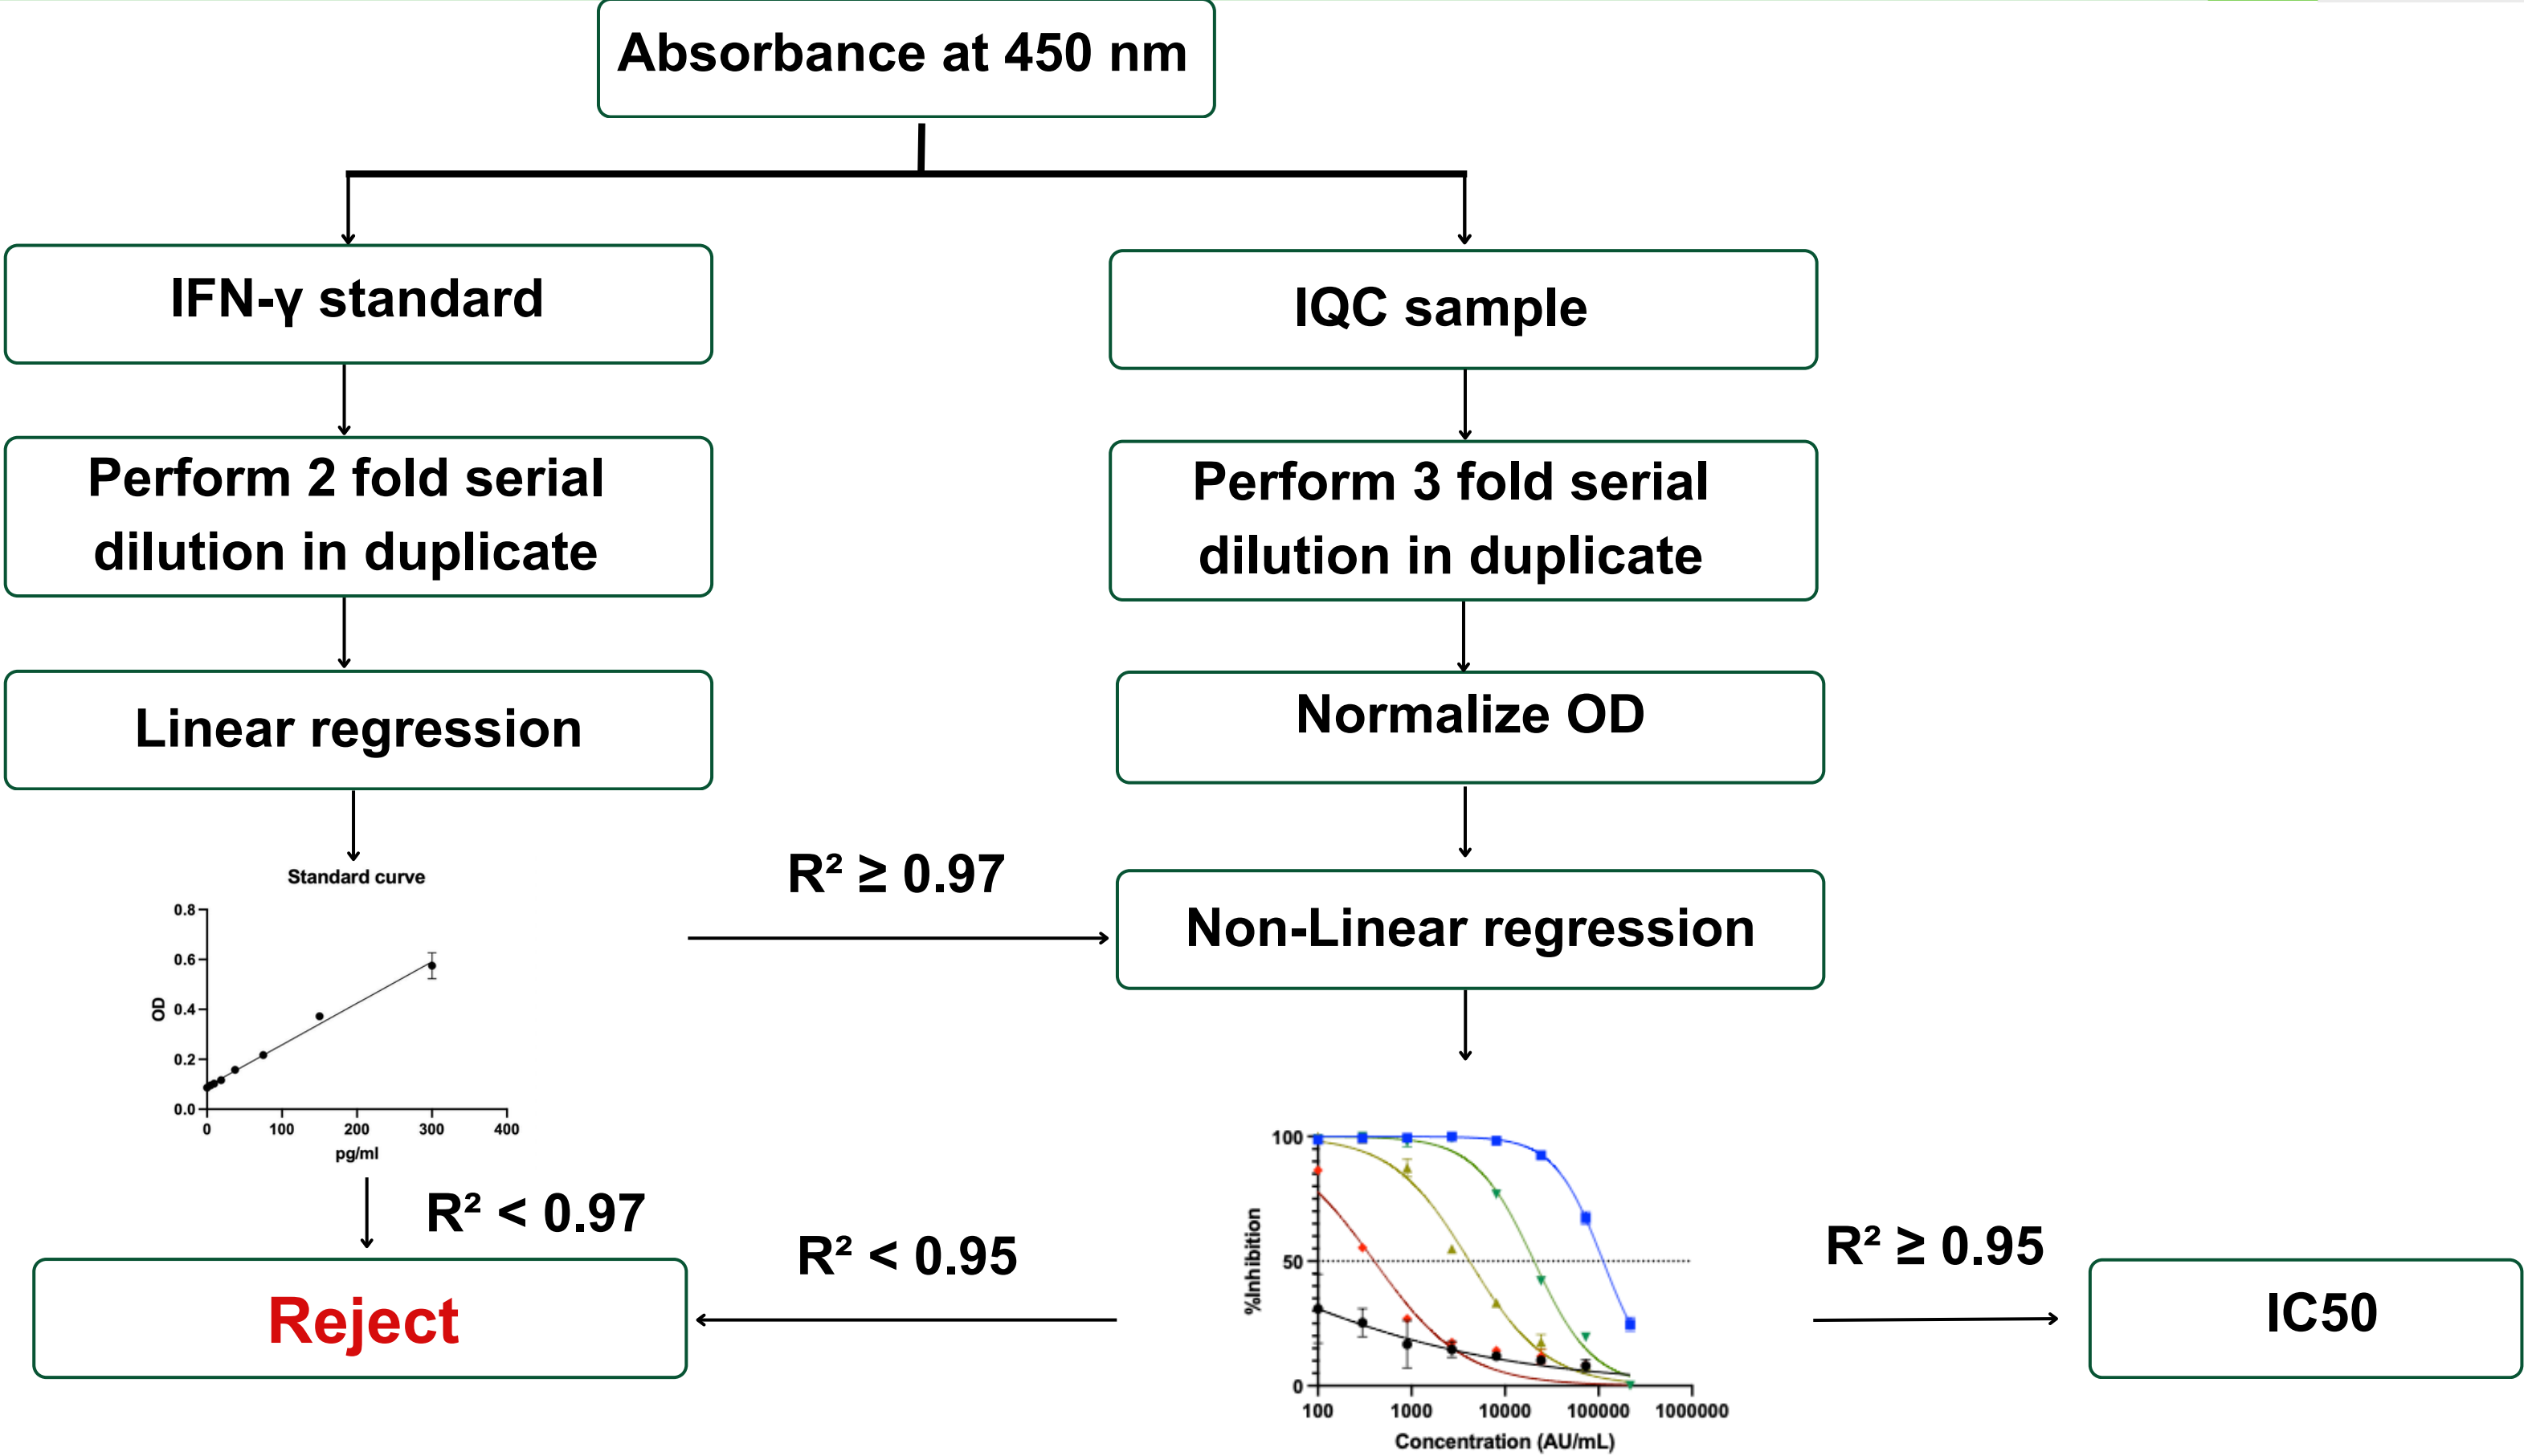 Absorbance at 450 nm
IFN-γ standard
IQC sample
Perform 2 fold serial
dilution in duplicate
Perform 3 fold serial
dilution in duplicate
Linear regression
Normalize OD
Standard curve
0.8
0.6
0.4
0.2
0.0
OD
0 100 200 300 400
pg/ml
R² ≥ 0.97
Non-Linear regression
R² < 0.97
Reject
R² < 0.95
100
50
0
%Inhibition
100 1000 10000 100000 1000000
Concentration (AU/mL)
R² ≥ 0.95
IC50